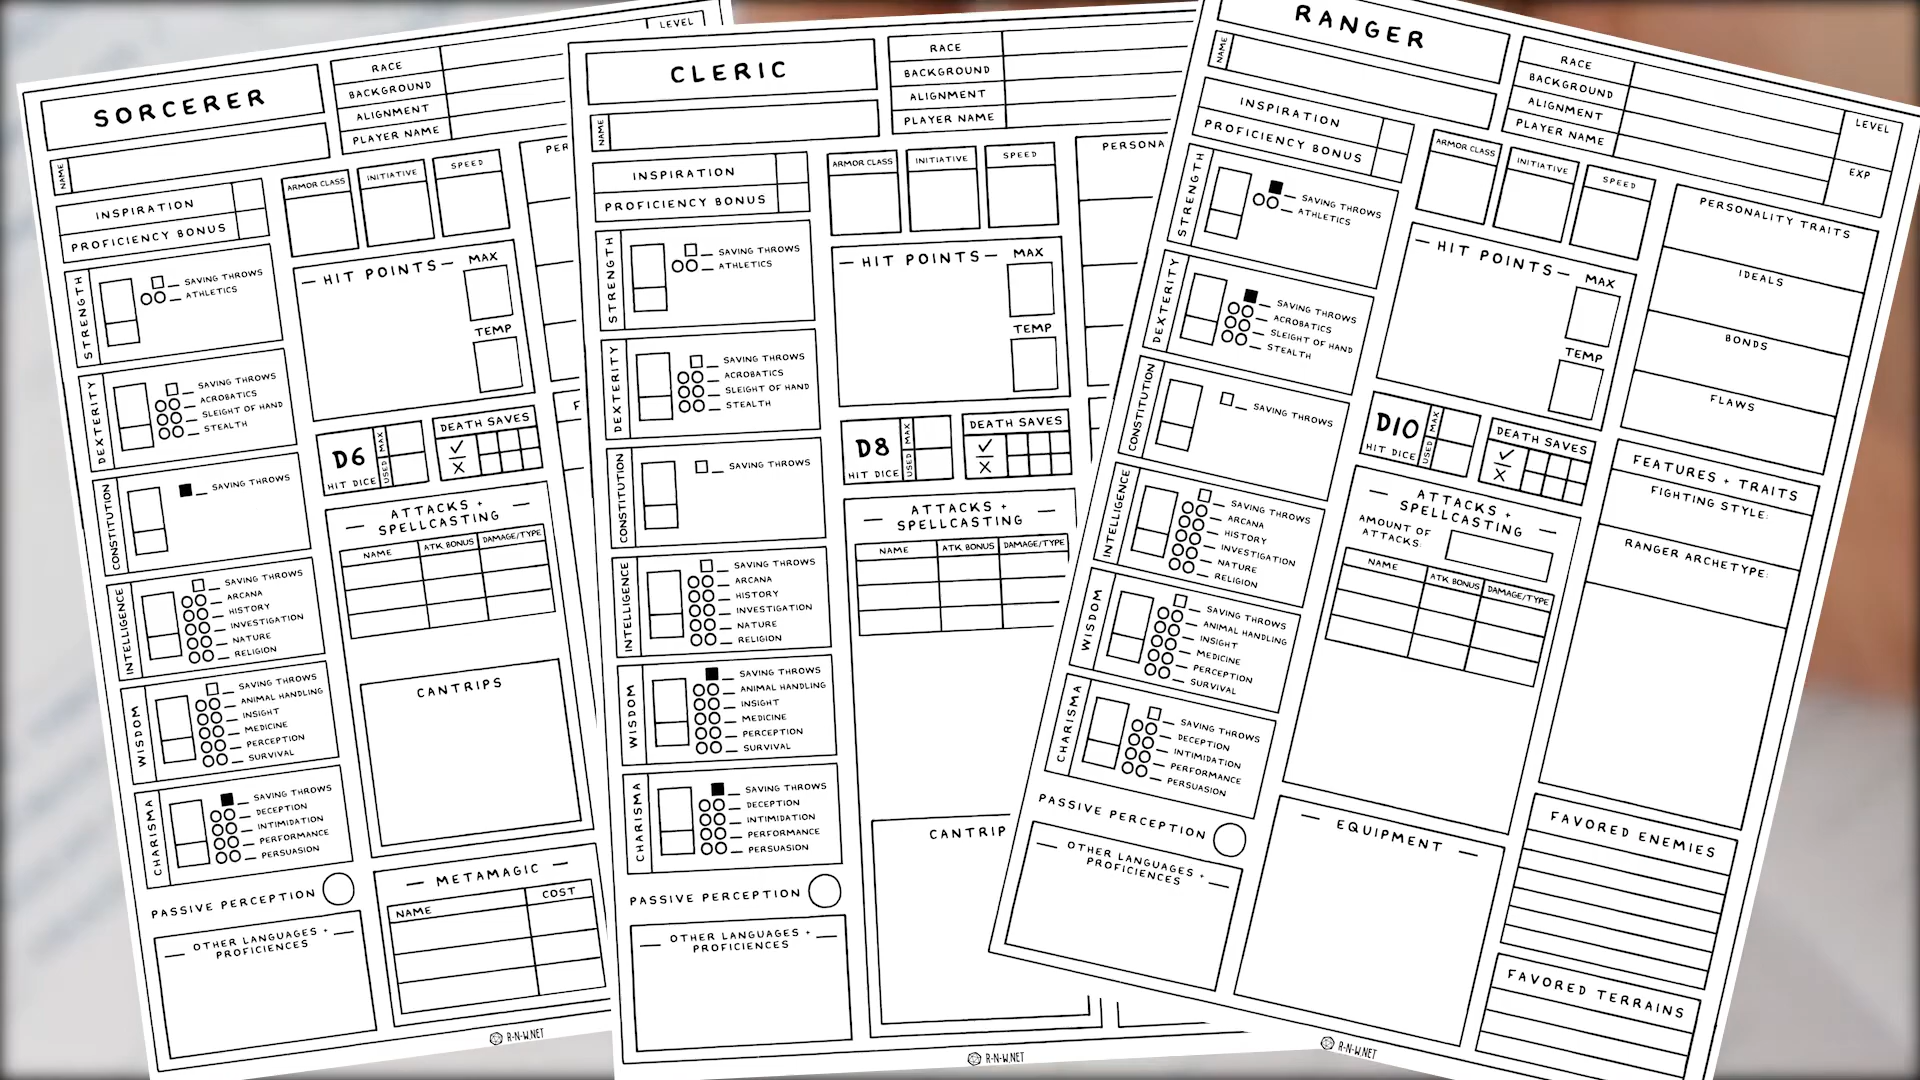 SORCERER
NAME
RACE
BACKGROUND
ALIGNMENT
PLAYER NAME
LEVEL
INSPIRATION
PROFICIENCY BONUS
ARMOR CLASS
INITIATIVE
SPEED
STRENGTH
SAVING THROWS
ATHLETICS
DEXTERITY
SAVING THROWS
ACROBATICS
SLEIGHT OF HAND
STEALTH
CONSTITUTION
SAVING THROWS
INTELLIGENCE
SAVING THROWS
ARCANA
HISTORY
INVESTIGATION
NATURE
RELIGION
WISDOM
SAVING THROWS
ANIMAL HANDLING
INSIGHT
MEDICINE
PERCEPTION
SURVIVAL
CHARISMA
SAVING THROWS
DECEPTION
INTIMIDATION
PERFORMANCE
PERSUASION
PASSIVE PERCEPTION
OTHER LANGUAGES +
PROFICIENCES
HIT POINTS
MAX
TEMP
D6
HIT DICE
USED MAX
DEATH SAVES
ATTACKS +
SPELLCASTING
NAME ATK BONUS DAMAGE/TYPE
CANTRIPS
METAMAGIC
NAME COST
R-N-W.NET
CLERIC
NAME
RACE
BACKGROUND
ALIGNMENT
PLAYER NAME
INSPIRATION
PROFICIENCY BONUS
ARMOR CLASS
INITIATIVE
SPEED
STRENGTH
SAVING THROWS
ATHLETICS
DEXTERITY
SAVING THROWS
ACROBATICS
SLEIGHT OF HAND
STEALTH
CONSTITUTION
SAVING THROWS
INTELLIGENCE
SAVING THROWS
ARCANA
HISTORY
INVESTIGATION
NATURE
RELIGION
WISDOM
SAVING THROWS
ANIMAL HANDLING
INSIGHT
MEDICINE
PERCEPTION
SURVIVAL
CHARISMA
SAVING THROWS
DECEPTION
INTIMIDATION
PERFORMANCE
PERSUASION
PASSIVE PERCEPTION
OTHER LANGUAGES +
PROFICIENCES
HIT POINTS
MAX
TEMP
D8
HIT DICE
USED MAX
DEATH SAVES
ATTACKS +
SPELLCASTING
NAME ATK BONUS DAMAGE/TYPE
CANTRIP
PERSONA
R-N-W.NET
RANGER
NAME
RACE
BACKGROUND
ALIGNMENT
PLAYER NAME
LEVEL
EXP
INSPIRATION
PROFICIENCY BONUS
ARMOR CLASS
INITIATIVE
SPEED
STRENGTH
SAVING THROWS
ATHLETICS
DEXTERITY
SAVING THROWS
ACROBATICS
SLEIGHT OF HAND
STEALTH
CONSTITUTION
SAVING THROWS
INTELLIGENCE
SAVING THROWS
ARCANA
HISTORY
INVESTIGATION
NATURE
RELIGION
WISDOM
SAVING THROWS
ANIMAL HANDLING
INSIGHT
MEDICINE
PERCEPTION
SURVIVAL
CHARISMA
SAVING THROWS
DECEPTION
INTIMIDATION
PERFORMANCE
PERSUASION
PASSIVE PERCEPTION
OTHER LANGUAGES +
PROFICIENCES
HIT POINTS
MAX
TEMP
D10
HIT DICE
USED MAX
DEATH SAVES
ATTACKS +
SPELLCASTING
AMOUNT OF
ATTACKS:
NAME ATK BONUS DAMAGE/TYPE
EQUIPMENT
PERSONALITY TRAITS
IDEALS
BONDS
FLAWS
FEATURES + TRAITS
FIGHTING STYLE:
RANGER ARCHETYPE:
FAVORED ENEMIES
FAVORED TERRAINS
R-N-W.NET